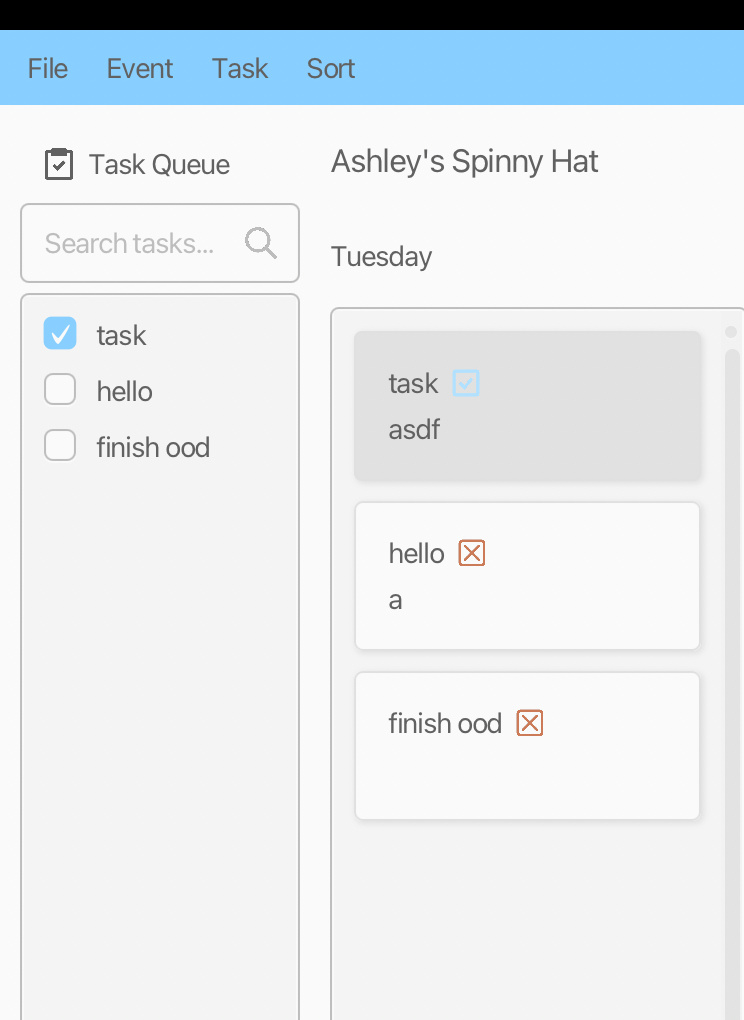 File Event Task Sort
Task Queue
Search tasks...
task
hello
finish ood
Ashley's Spinny Hat
Tuesday
task
asdf
hello
a
finish ood